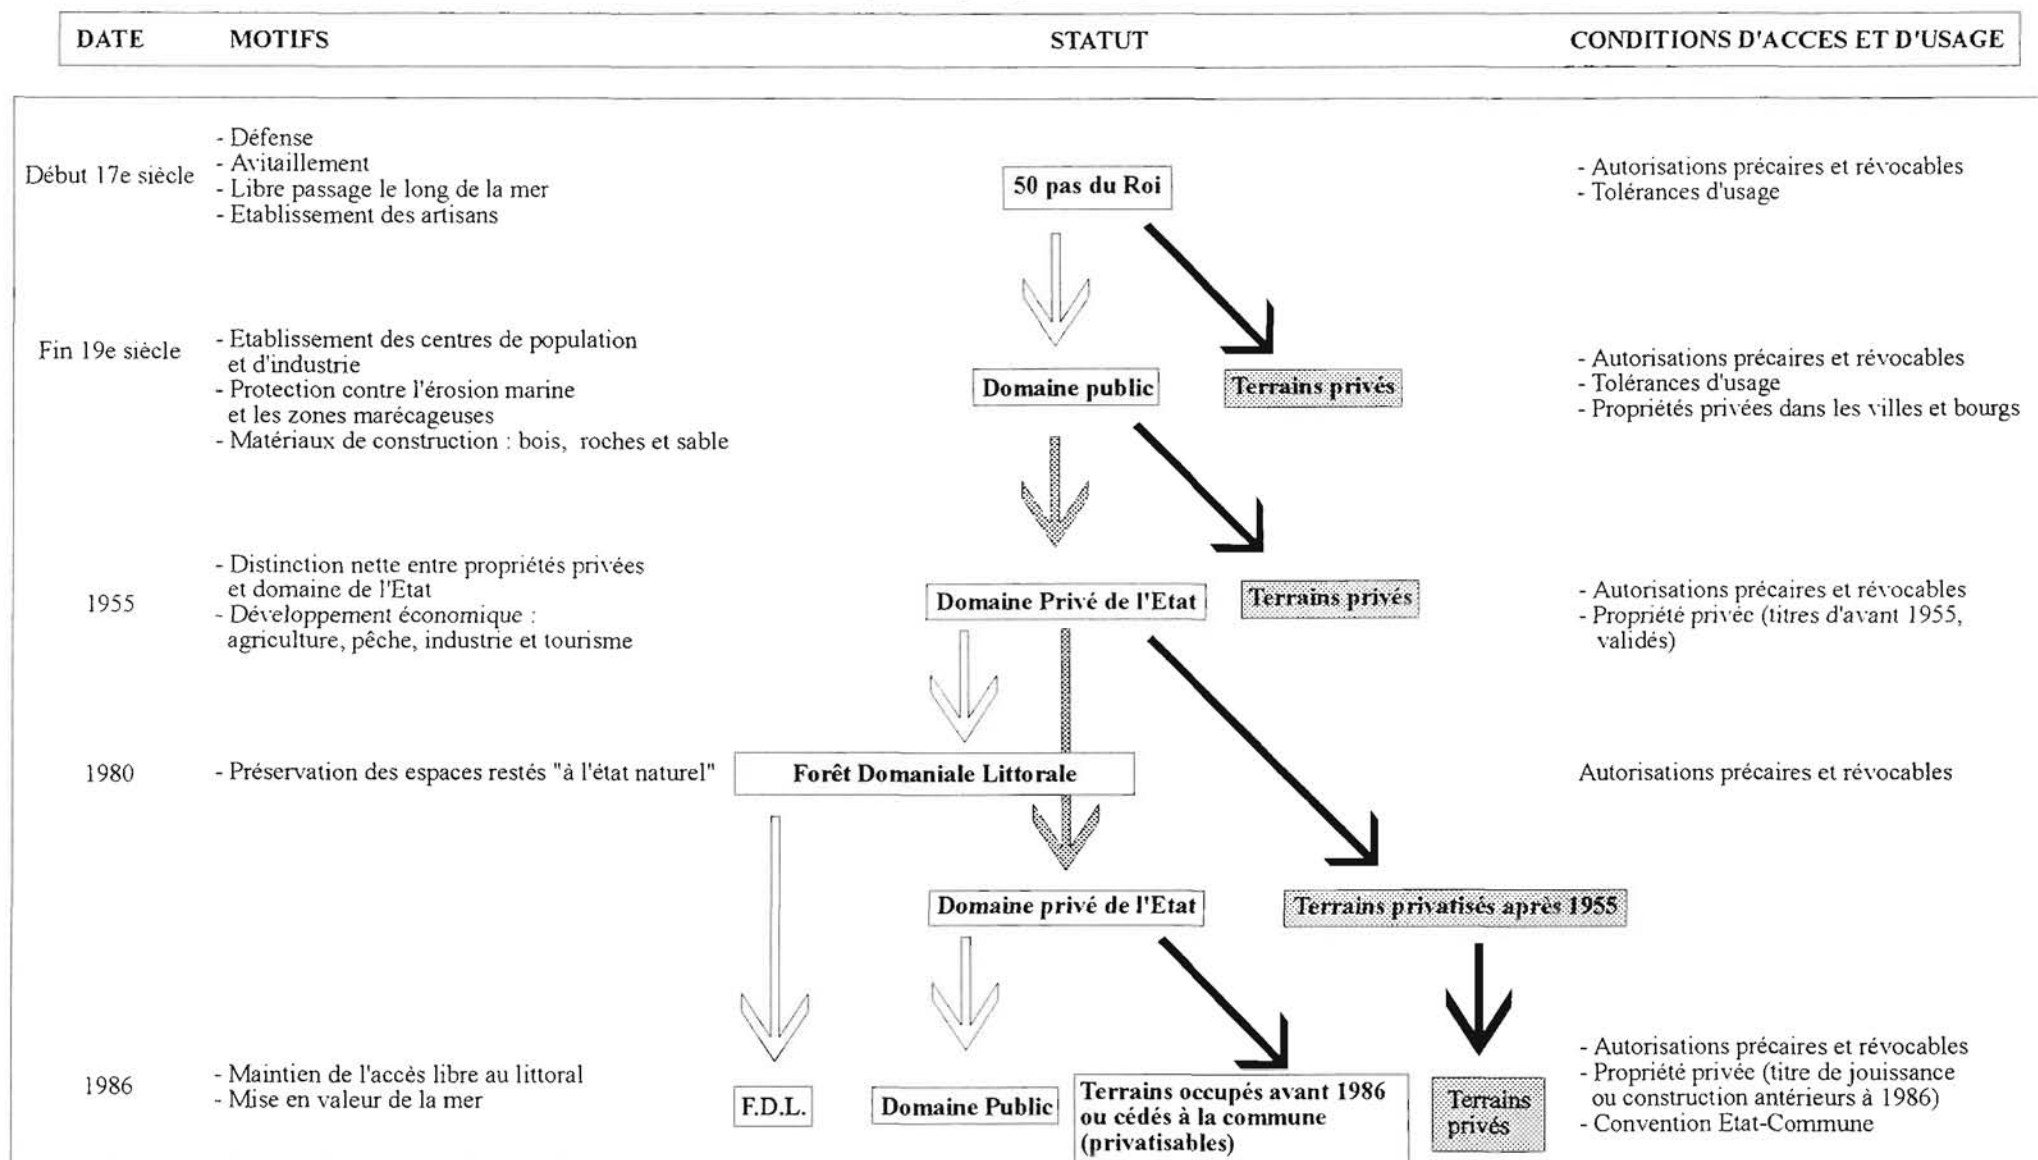 DATE MOTIFS STATUT CONDITIONS D'ACCES ET D'USAGE
Début 17e siècle
- Défense
- Avitaillement
- Libre passage le long de la mer
- Etablissement des artisans
50 pas du Roi
- Autorisations précaires et révocables
- Tolérances d'usage
Fin 19e siècle
- Etablissement des centres de population
et d'industrie
- Protection contre l'érosion marine
et les zones marécageuses
- Matériaux de construction : bois, roches et sable
Domaine public
Terrains privés
- Autorisations précaires et révocables
- Tolérances d'usage
- Propriétés privées dans les villes et bourgs
1955
- Distinction nette entre propriétés privées
et domaine de l'Etat
- Développement économique :
agriculture, pêche, industrie et tourisme
Domaine Privé de l'Etat
Terrains privés
- Autorisations précaires et révocables
- Propriété privée (titres d'avant 1955,
validés)
1980
- Préservation des espaces restés "à l'état naturel"
Forêt Domaniale Littorale
Autorisations précaires et révocables
Domaine privé de l'Etat
Terrains privatisés après 1955
1986
- Maintien de l'accès libre au littoral
- Mise en valeur de la mer
F.D.L.
Domaine Public
Terrains occupés avant 1986
ou cédés à la commune
(privatisables)
Terrains
privés
- Autorisations précaires et révocables
- Propriété privée (titre de jouissance
ou construction antérieurs à 1986)
- Convention Etat-Commune